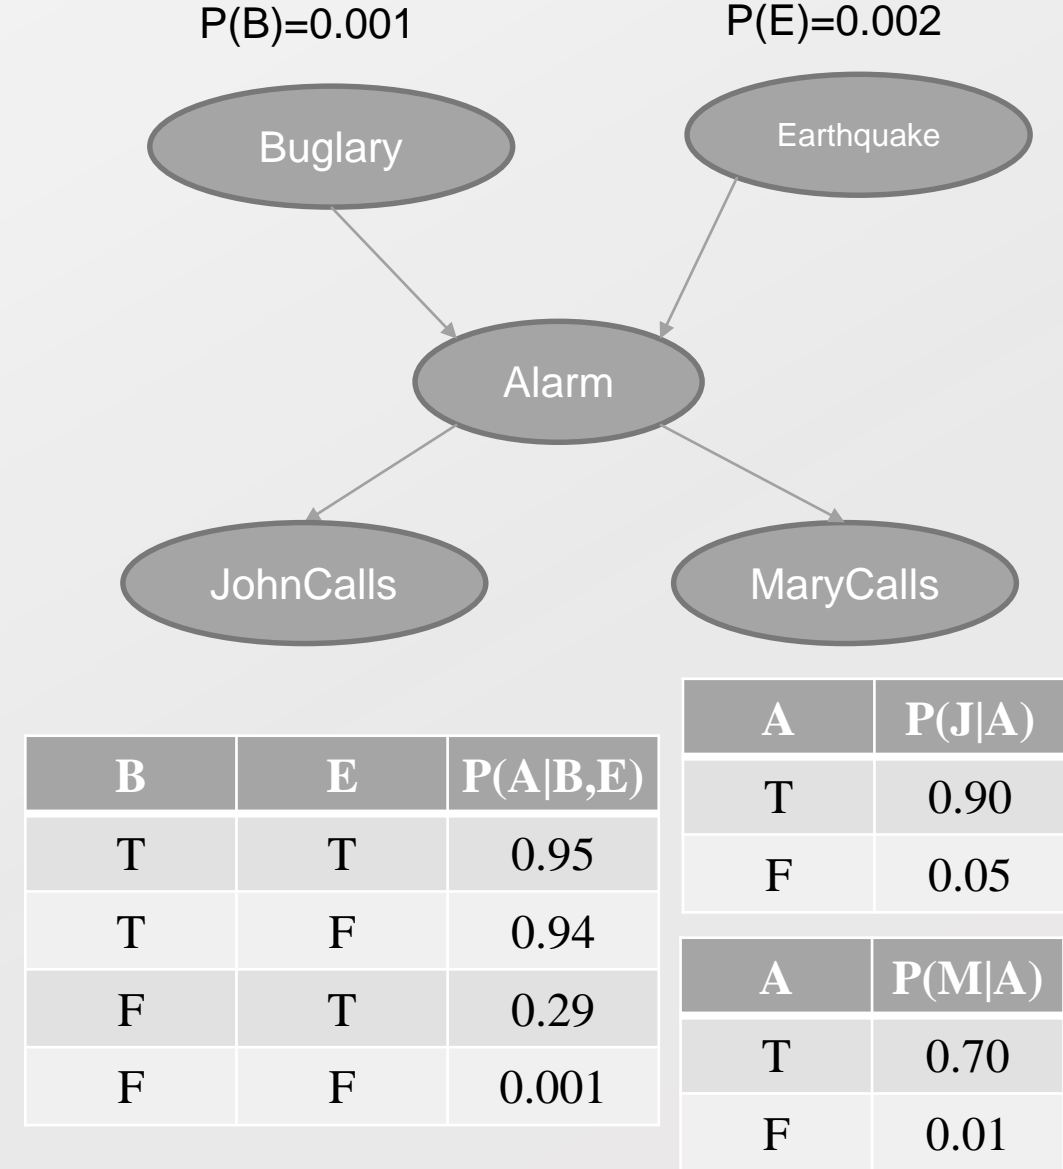 P(B)=0.001
P(E)=0.002
Buglary
Earthquake
Alarm
JohnCalls
MaryCalls
B E P(A|B,E)
T T 0.95
T F 0.94
F T 0.29
F F 0.001
A P(J|A)
T 0.90
F 0.05
A P(M|A)
T 0.70
F 0.01